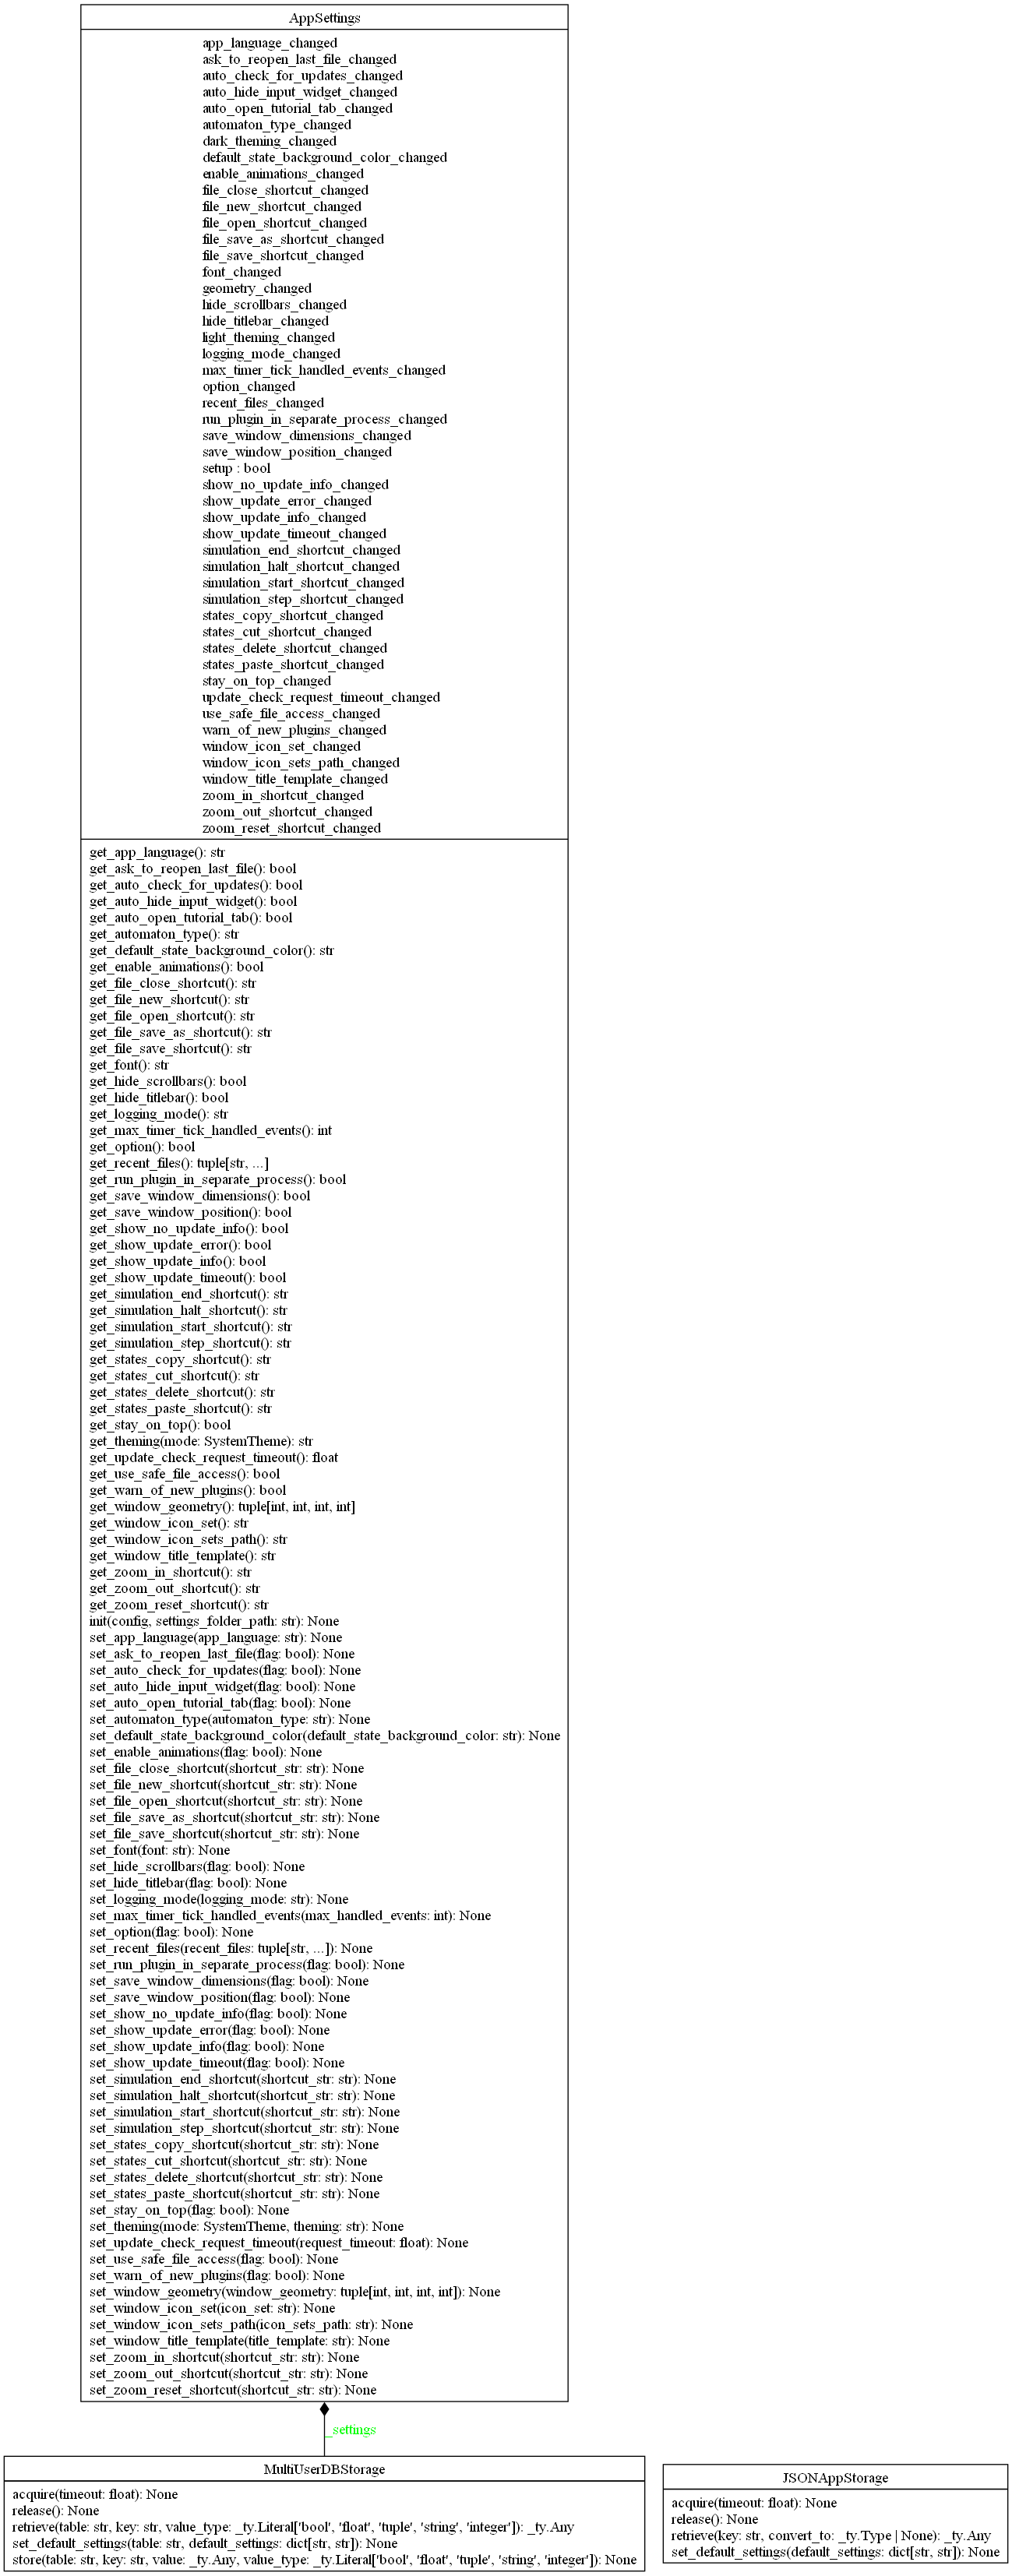 AppSettings
app_language_changed
ask_to_reopen_last_file_changed
auto_check_for_updates_changed
auto_hide_input_widget_changed
auto_open_tutorial_tab_changed
automaton_type_changed
dark_theming_changed
default_state_background_color_changed
enable_animations_changed
file_close_shortcut_changed
file_new_shortcut_changed
file_open_shortcut_changed
file_save_as_shortcut_changed
file_save_shortcut_changed
font_changed
geometry_changed
hide_scrollbars_changed
hide_titlebar_changed
light_theming_changed
logging_mode_changed
max_timer_tick_handled_events_changed
option_changed
recent_files_changed
run_plugin_in_separate_process_changed
save_window_dimensions_changed
save_window_position_changed
setup : bool
show_no_update_info_changed
show_update_error_changed
show_update_info_changed
show_update_timeout_changed
simulation_end_shortcut_changed
simulation_halt_shortcut_changed
simulation_start_shortcut_changed
simulation_step_shortcut_changed
states_copy_shortcut_changed
states_cut_shortcut_changed
states_delete_shortcut_changed
states_paste_shortcut_changed
stay_on_top_changed
update_check_request_timeout_changed
use_safe_file_access_changed
warn_of_new_plugins_changed
window_icon_set_changed
window_icon_sets_path_changed
window_title_template_changed
zoom_in_shortcut_changed
zoom_out_shortcut_changed
zoom_reset_shortcut_changed
get_app_language(): str
get_ask_to_reopen_last_file(): bool
get_auto_check_for_updates(): bool
get_auto_hide_input_widget(): bool
get_auto_open_tutorial_tab(): bool
get_automaton_type(): str
get_default_state_background_color(): str
get_enable_animations(): bool
get_file_close_shortcut(): str
get_file_new_shortcut(): str
get_file_open_shortcut(): str
get_file_save_as_shortcut(): str
get_file_save_shortcut(): str
get_font(): str
get_hide_scrollbars(): bool
get_hide_titlebar(): bool
get_logging_mode(): str
get_max_timer_tick_handled_events(): int
get_option(): bool
get_recent_files(): tuple[str, ...]
get_run_plugin_in_separate_process(): bool
get_save_window_dimensions(): bool
get_save_window_position(): bool
get_show_no_update_info(): bool
get_show_update_error(): bool
get_show_update_info(): bool
get_show_update_timeout(): bool
get_simulation_end_shortcut(): str
get_simulation_halt_shortcut(): str
get_simulation_start_shortcut(): str
get_simulation_step_shortcut(): str
get_states_copy_shortcut(): str
get_states_cut_shortcut(): str
get_states_delete_shortcut(): str
get_states_paste_shortcut(): str
get_stay_on_top(): bool
get_theming(mode: SystemTheme): str
get_update_check_request_timeout(): float
get_use_safe_file_access(): bool
get_warn_of_new_plugins(): bool
get_window_geometry(): tuple[int, int, int, int]
get_window_icon_set(): str
get_window_icon_sets_path(): str
get_window_title_template(): str
get_zoom_in_shortcut(): str
get_zoom_out_shortcut(): str
get_zoom_reset_shortcut(): str
init(config, settings_folder_path: str): None
set_app_language(app_language: str): None
set_ask_to_reopen_last_file(flag: bool): None
set_auto_check_for_updates(flag: bool): None
set_auto_hide_input_widget(flag: bool): None
set_auto_open_tutorial_tab(flag: bool): None
set_automaton_type(automaton_type: str): None
set_default_state_background_color(default_state_background_color: str): None
set_enable_animations(flag: bool): None
set_file_close_shortcut(shortcut_str: str): None
set_file_new_shortcut(shortcut_str: str): None
set_file_open_shortcut(shortcut_str: str): None
set_file_save_as_shortcut(shortcut_str: str): None
set_file_save_shortcut(shortcut_str: str): None
set_font(font: str): None
set_hide_scrollbars(flag: bool): None
set_hide_titlebar(flag: bool): None
set_logging_mode(logging_mode: str): None
set_max_timer_tick_handled_events(max_handled_events: int): None
set_option(flag: bool): None
set_recent_files(recent_files: tuple[str, ...]): None
set_run_plugin_in_separate_process(flag: bool): None
set_save_window_dimensions(flag: bool): None
set_save_window_position(flag: bool): None
set_show_no_update_info(flag: bool): None
set_show_update_error(flag: bool): None
set_show_update_info(flag: bool): None
set_show_update_timeout(flag: bool): None
set_simulation_end_shortcut(shortcut_str: str): None
set_simulation_halt_shortcut(shortcut_str: str): None
set_simulation_start_shortcut(shortcut_str: str): None
set_simulation_step_shortcut(shortcut_str: str): None
set_states_copy_shortcut(shortcut_str: str): None
set_states_cut_shortcut(shortcut_str: str): None
set_states_delete_shortcut(shortcut_str: str): None
set_states_paste_shortcut(shortcut_str: str): None
set_stay_on_top(flag: bool): None
set_theming(mode: SystemTheme, theming: str): None
set_update_check_request_timeout(request_timeout: float): None
set_use_safe_file_access(flag: bool): None
set_warn_of_new_plugins(flag: bool): None
set_window_geometry(window_geometry: tuple[int, int, int, int]): None
set_window_icon_set(icon_set: str): None
set_window_icon_sets_path(icon_sets_path: str): None
set_window_title_template(title_template: str): None
set_zoom_in_shortcut(shortcut_str: str): None
set_zoom_out_shortcut(shortcut_str: str): None
set_zoom_reset_shortcut(shortcut_str: str): None
_settings
MultiUserDBStorage
acquire(timeout: float): None
release(): None
retrieve(table: str, key: str, value_type: _ty.Literal['bool', 'float', 'tuple', 'string', 'integer']): _ty.Any
set_default_settings(table: str, default_settings: dict[str, str]): None
store(table: str, key: str, value: _ty.Any, value_type: _ty.Literal['bool', 'float', 'tuple', 'string', 'integer']): None
JSONAppStorage
acquire(timeout: float): None
release(): None
retrieve(key: str, convert_to: _ty.Type | None): _ty.Any
set_default_settings(default_settings: dict[str, str]): None